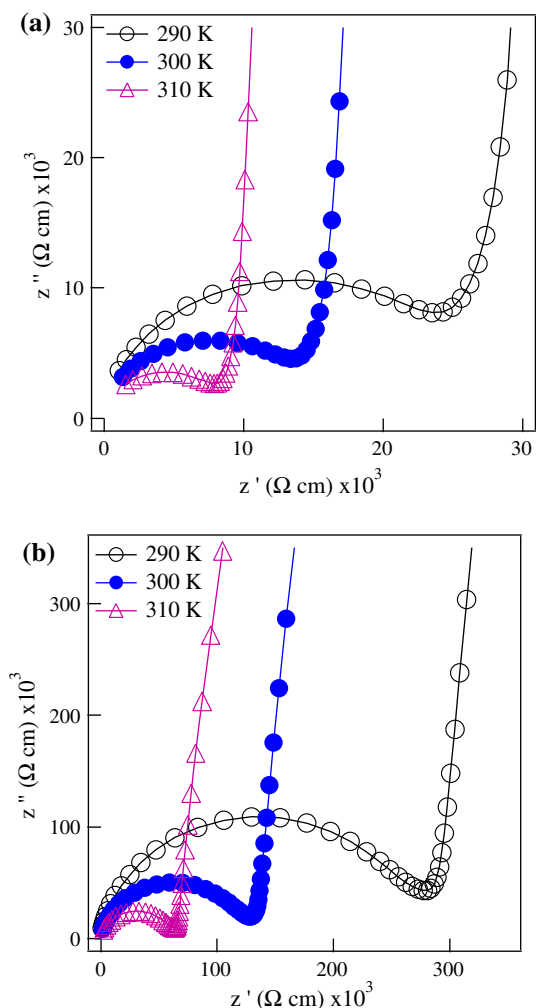 (a)
290 K
300 K
310 K
30
20
10
0
z '' (Ω cm) x10³
0 10 20 30
z ' (Ω cm) x10³
(b)
290 K
300 K
310 K
300
200
100
0
z '' (Ω cm) x10³
0 100 200 300
z ' (Ω cm) x10³